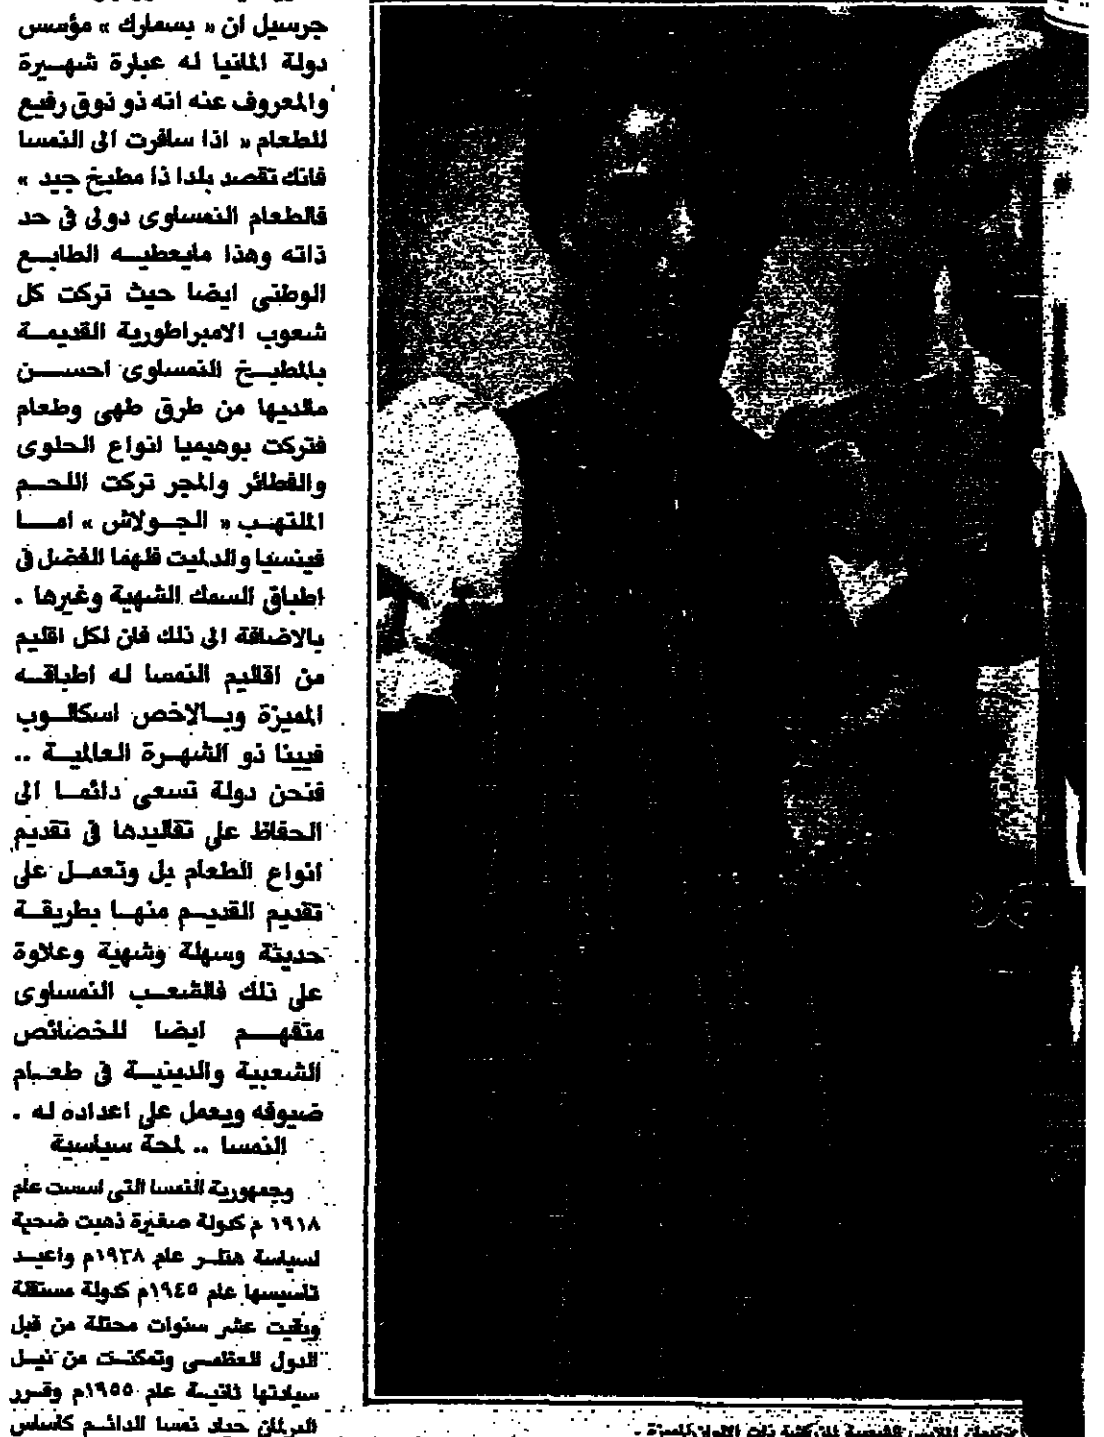 جرسيل ان « بسمارك » مؤسس
دولة المانيا له عبارة شهيرة
والمعروف عنه انه ذو ذوق رفيع
للطعام « اذا سافرت الى النمسا
فانك تقصد بلدا ذا مطبخ جيد »
فالطعام النمساوى دولى فى حد
ذاته وهذا مايعطيه الطابع
الوطنى ايضا حيث تركت كل
شعوب الامبراطورية القديمة
بالمطبخ النمساوى احسن
مالديها من طرق طهى وطعام
فتركت بوهيميا انواع الحلوى
والفطائر والمجر تركت اللحم
الملتهب « الجولاش » اما
فينسيا والدلميت فلهما الفضل فى
اطباق السمك الشهية وغيرها .
بالاضافة الى ذلك فان لكل اقليم
من اقاليم النمسا له اطباقه
المميزة وبالاخص اسكالوب
فيينا ذو الشهرة العالمية ..
فنحن دولة تسعى دائما الى
الحفاظ على تقاليدها فى تقديم
انواع الطعام بل وتعمل على
تقديم القديم منها بطريقة
حديثة وسهلة وشهية وعلاوة
على ذلك فالشعب النمساوى
متفهم ايضا للخصائص
الشعبية والدينية فى طعام
ضيوفه ويعمل على اعداده له .
النمسا .. لمحة سياسية
وجمهورية النمسا التى اسست عام
١٩١٨ م كدولة صغيرة ذهبت ضحية
لسياسة هتلر عام ١٩٣٨م واعيد
تاسيسها عام ١٩٤٥م كدولة مستقلة
وبقيت عشر سنوات محتلة من قبل
الدول العظمى وتمكنت من نيل
سيادتها ثانية عام ١٩٥٥م وقرر
البرلمان حياد نمسا الدائم كاساس
الملابس الشعبية المزركشة ذات الالوان المميزة .